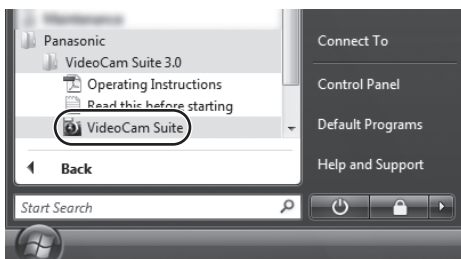 Maintenance
Panasonic
VideoCam Suite 3.0
Operating Instructions
Read this before starting
VideoCam Suite
Back
Start Search
Connect To
Control Panel
Default Programs
Help and Support